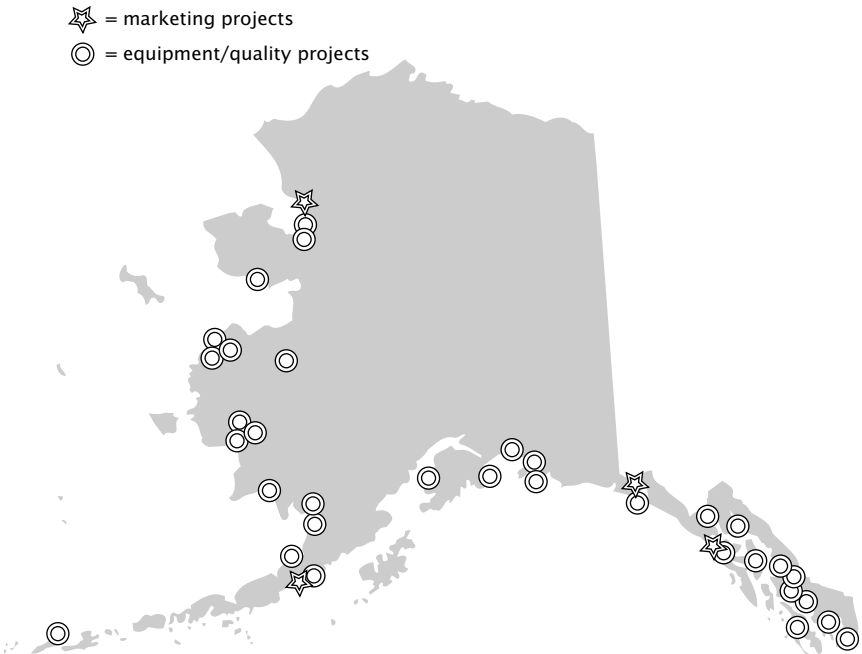 = marketing projects
= equipment/quality projects